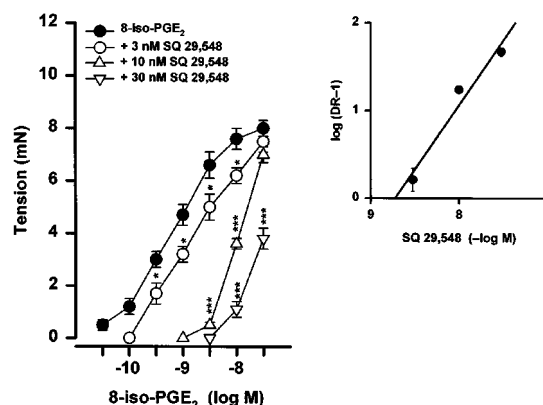 12
10
8
6
4
2
0
Tension (mN)
8-iso-PGE2
+ 3 nM SQ 29,548
+ 10 nM SQ 29,548
+ 30 nM SQ 29,548
*
*
*
*
***
***
***
***
-10
-9
-8
8-iso-PGE2 (log M)
2
1
0
log (DR–1)
9
8
SQ 29,548 (–log M)